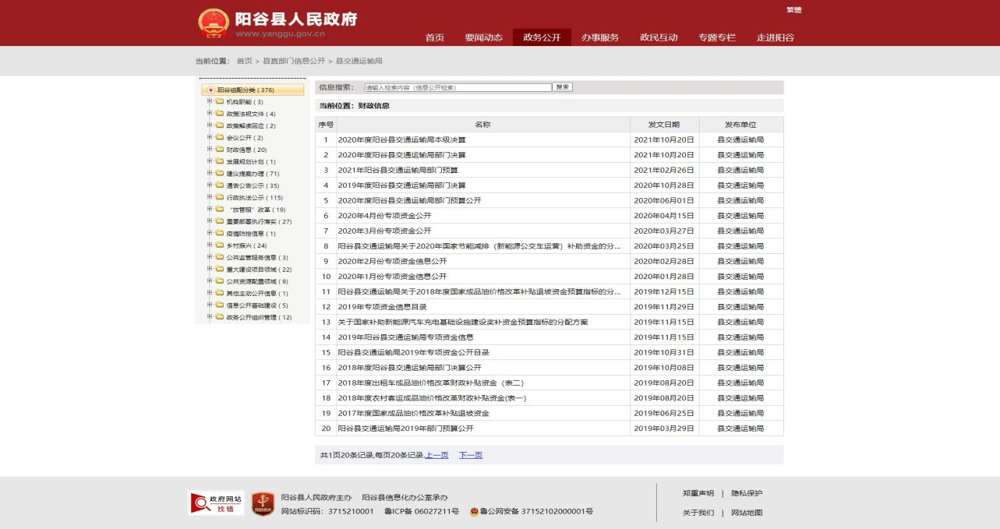 阳谷县人民政府
www.yanggu.gov.cn
繁體
首页 要闻动态 政务公开 办事服务 政民互动 专题专栏 走进阳谷
当前位置： 首页 > 县直部门信息公开 > 县交通运输局
阳谷组配分类 ( 376)
机构职能 ( 3)
政策法规文件 ( 4)
政策解读回应 ( 2)
会议公开 ( 2)
财政信息 ( 20)
发展规划计划 ( 1)
建议提案办理 ( 71)
通告公告公示 ( 35)
行政执法公示 ( 115)
“放管服”改革 ( 19)
重要部署执行落实 ( 27)
疫情防控信息 ( 1)
乡村振兴 ( 24)
公共监管服务信息 ( 3)
重大建设项目领域 ( 22)
公共资源配置领域 ( 9)
其他主动公开信息 ( 1)
信息公开基础建设 ( 5)
政务公开组织管理 ( 12)
信息搜索： 请输入检索内容（信息公开检索） 搜索
当前位置：财政信息
序号 名称 发文日期 发布单位
1 2020年度阳谷县交通运输局本级决算 2021年10月20日 县交通运输局
2 2020年度阳谷县交通运输局部门决算 2021年10月20日 县交通运输局
3 2021年阳谷县交通运输局部门预算 2021年02月26日 县交通运输局
4 2019年度阳谷县交通运输局部门决算 2020年10月28日 县交通运输局
5 2020年度阳谷县交通运输局部门预算公开 2020年06月01日 县交通运输局
6 2020年4月份专项资金公开 2020年04月15日 县交通运输局
7 2020年3月份专项资金公开 2020年03月27日 县交通运输局
8 阳谷县交通运输局关于2020年国家节能减排（新能源公交车运营）补助资金的分... 2020年03月25日 县交通运输局
9 2020年2月份专项资金信息公开 2020年02月28日 县交通运输局
10 2020年1月份专项资金信息公开 2020年01月28日 县交通运输局
11 阳谷县交通运输局关于2018年度国家成品油价格改革补贴退坡资金预算指标的分... 2019年12月15日 县交通运输局
12 2019年专项资金信息目录 2019年11月29日 县交通运输局
13 关于国家补助新能源汽车充电基础设施建设奖补资金预算指标的分配方案 2019年11月15日 县交通运输局
14 2019年阳谷县交通运输局专项资金信息 2019年11月15日 县交通运输局
15 阳谷县交通运输局2019年专项资金公开目录 2019年10月31日 县交通运输局
16 2018年度阳谷县交通运输局部门决算公开 2019年10月08日 县交通运输局
17 2018年度出租车成品油价格改革财政补贴资金（表二） 2019年08月20日 县交通运输局
18 2018年度农村客运成品油价格改革财政补贴资金(表一) 2019年08月20日 县交通运输局
19 2017年度国家成品油价格改革补贴退坡资金 2019年06月25日 县交通运输局
20 阳谷县交通运输局2019年部门预算公开 2019年03月29日 县交通运输局
共1页20条记录,每页20条记录.上一页 下一页
政府网站
找错
阳谷县人民政府主办 阳谷县信息化办公室承办
网站标识码：3715210001 鲁ICP备 06027211号 鲁公网安备 37152102000001号
郑重声明 | 隐私保护
关于我们 | 网站地图